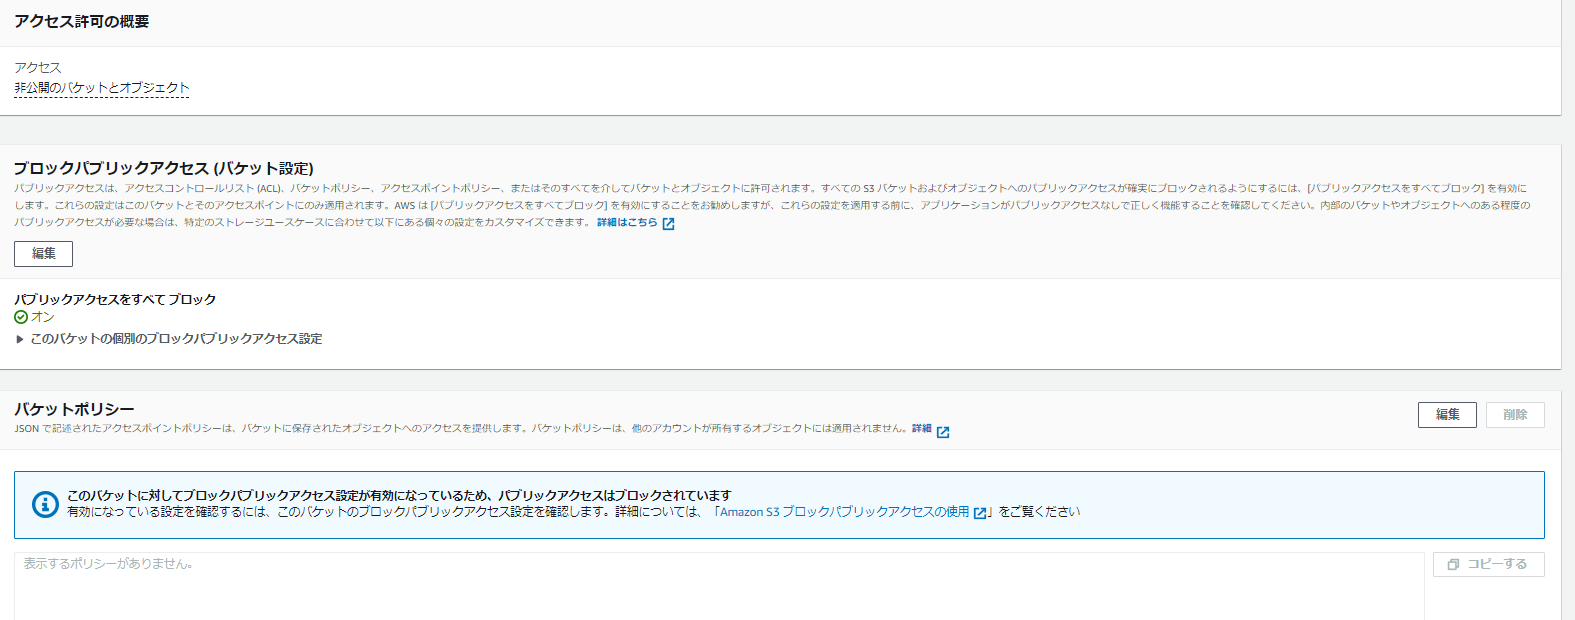 アクセス許可の概要
アクセス
非公開のバケットとオブジェクト
ブロックパブリックアクセス (バケット設定)
パブリックアクセスは、アクセスコントロールリスト (ACL)、バケットポリシー、アクセスポイントポリシー、またはそのすべてを介してバケットとオブジェクトに許可されます。すべての S3 バケットおよびオブジェクトへのパブリックアクセスが確実にブロックされるようにするには、[パブリックアクセスをすべてブロック] を有効に
します。これらの設定はこのバケットとそのアクセスポイントにのみ適用されます。AWS は [パブリックアクセスをすべてブロック] を有効にすることをお勧めしますが、これらの設定を適用する前に、アプリケーションがパブリックアクセスなしで正しく機能することを確認してください。内部のバケットやオブジェクトへのある程度の
パブリックアクセスが必要な場合は、特定のストレージユースケースに合わせて以下にある個々の設定をカスタマイズできます。 詳細はこちら
編集
パブリックアクセスをすべて ブロック
オン
このバケットの個別のブロックパブリックアクセス設定
バケットポリシー
編集
削除
JSON で記述されたアクセスポイントポリシーは、バケットに保存されたオブジェクトへのアクセスを提供します。バケットポリシーは、他のアカウントが所有するオブジェクトには適用されません。詳細
このバケットに対してブロックパブリックアクセス設定が有効になっているため、パブリックアクセスはブロックされています
有効になっている設定を確認するには、このバケットのブロックパブリックアクセス設定を確認します。詳細については、「Amazon S3 ブロックパブリックアクセスの使用」をご覧ください
表示するポリシーがありません。
コピーする